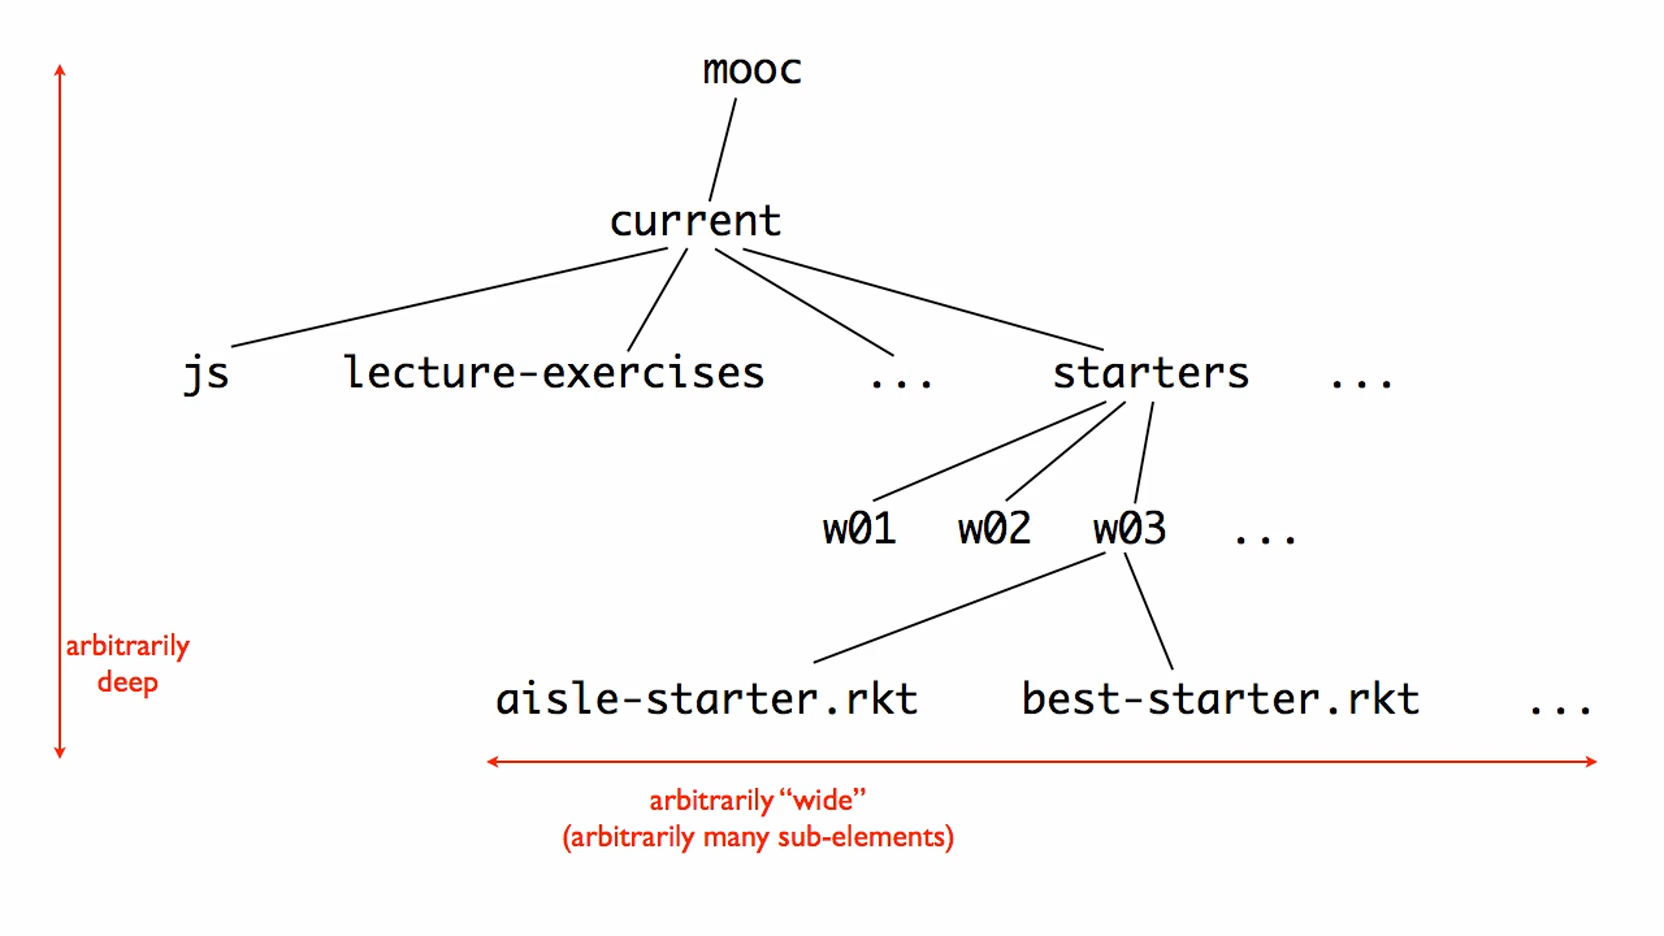 mooc
current
js lecture-exercises ... starters ...
w01 w02 w03 ...
arbitrarily
deep
aisle-starter.rkt best-starter.rkt ...
arbitrarily “wide”
(arbitrarily many sub-elements)